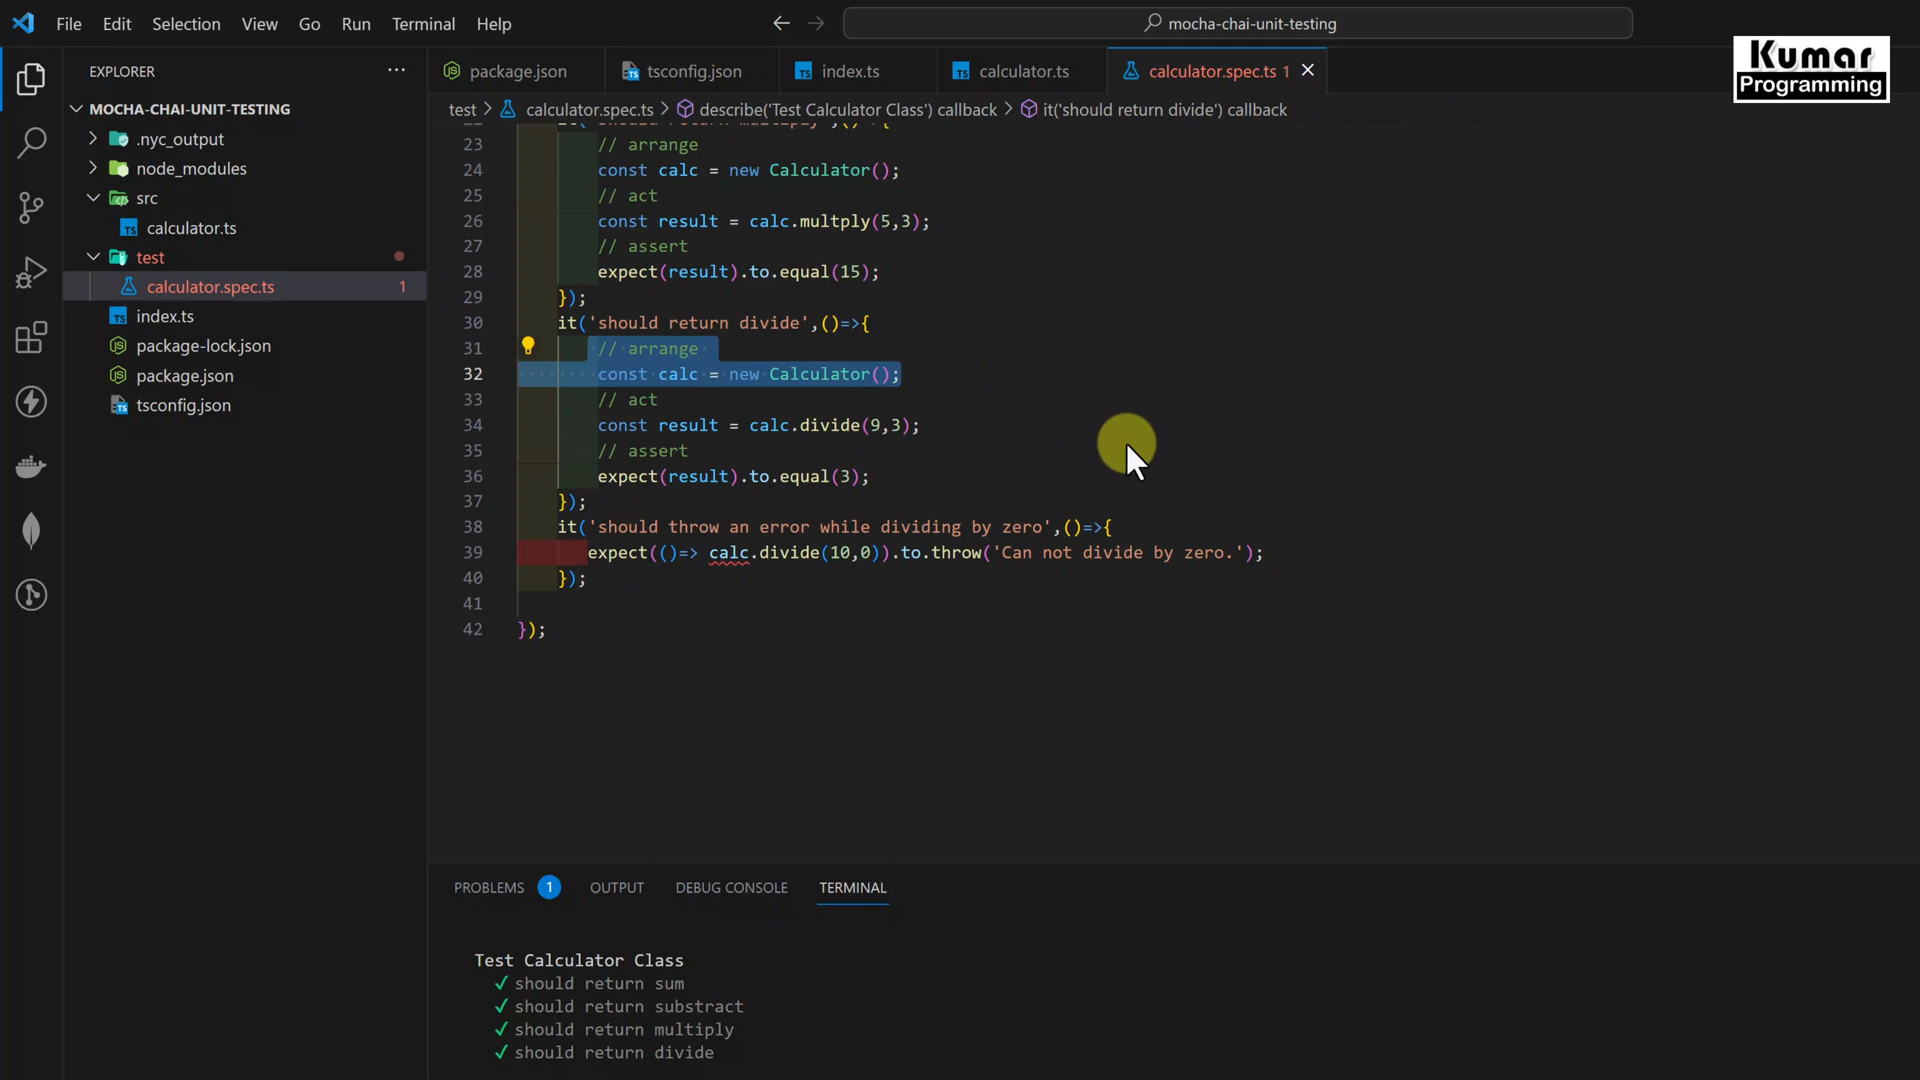 File Edit Selection View Go Run Terminal Help
mocha-chai-unit-testing
Kumar
Programming
EXPLORER
package.json
tsconfig.json
index.ts
calculator.ts
calculator.spec.ts 1
MOCHA-CHAI-UNIT-TESTING
.nyc_output
node_modules
src
calculator.ts
test
calculator.spec.ts 1
index.ts
package-lock.json
package.json
tsconfig.json
test > calculator.spec.ts > describe('Test Calculator Class') callback > it('should return divide') callback
23 // arrange
24 const calc = new Calculator();
25 // act
26 const result = calc.multply(5,3);
27 // assert
28 expect(result).to.equal(15);
29 });
30 it('should return divide',()=>{
31 // arrange
32 const calc = new Calculator();
33 // act
34 const result = calc.divide(9,3);
35 // assert
36 expect(result).to.equal(3);
37 });
38 it('should throw an error while dividing by zero',()=>{
39 expect(()=> calc.divide(10,0)).to.throw('Can not divide by zero.');
40 });
41
42 });
PROBLEMS 1 OUTPUT DEBUG CONSOLE TERMINAL
Test Calculator Class
✓ should return sum
✓ should return substract
✓ should return multiply
✓ should return divide